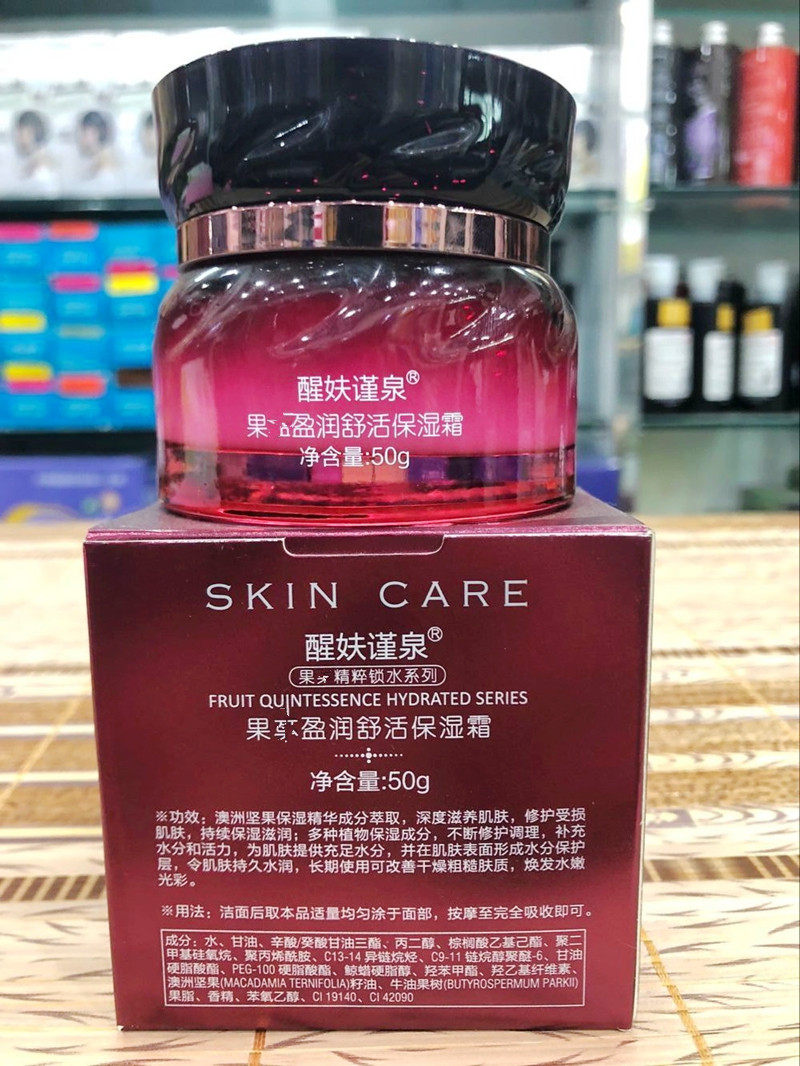 醒妋谨泉®
果 盈润舒活保湿霜
净含量:50g
SKIN CARE
醒妋谨泉®
果 精粹锁水系列
FRUIT QUINTESSENCE HYDRATED SERIES
果 盈润舒活保湿霜
净含量:50g
※功效：澳洲坚果保湿精华成分萃取，深度滋养肌肤，修护受损
肌肤，持续保湿滋润；多种植物保湿成分，不断修护调理，补充
水分和活力，为肌肤提供充足水分，并在肌肤表面形成水分保护
层，令肌肤持久水润，长期使用可改善干燥粗糙肤质，焕发水嫩
光彩。
※用法：洁面后取本品适量均匀涂于面部，按摩至完全吸收即可。
成分：水、甘油、辛酸/癸酸甘油三酯、丙二醇、棕榈酸乙基己酯、聚二
甲基硅氧烷、聚丙烯酰胺、C13-14 异链烷烃、C9-11 链烷醇聚醚-6、甘油
硬脂酸酯、PEG-100 硬脂酸酯、鲸蜡硬脂醇、羟苯甲酯、羟乙基纤维素、
澳洲坚果(MACADAMIA TERNIFOLIA)籽油、牛油果树(BUTYROSPERMUM PARKII)
果脂、香精、苯氧乙醇、CI 19140、CI 42090